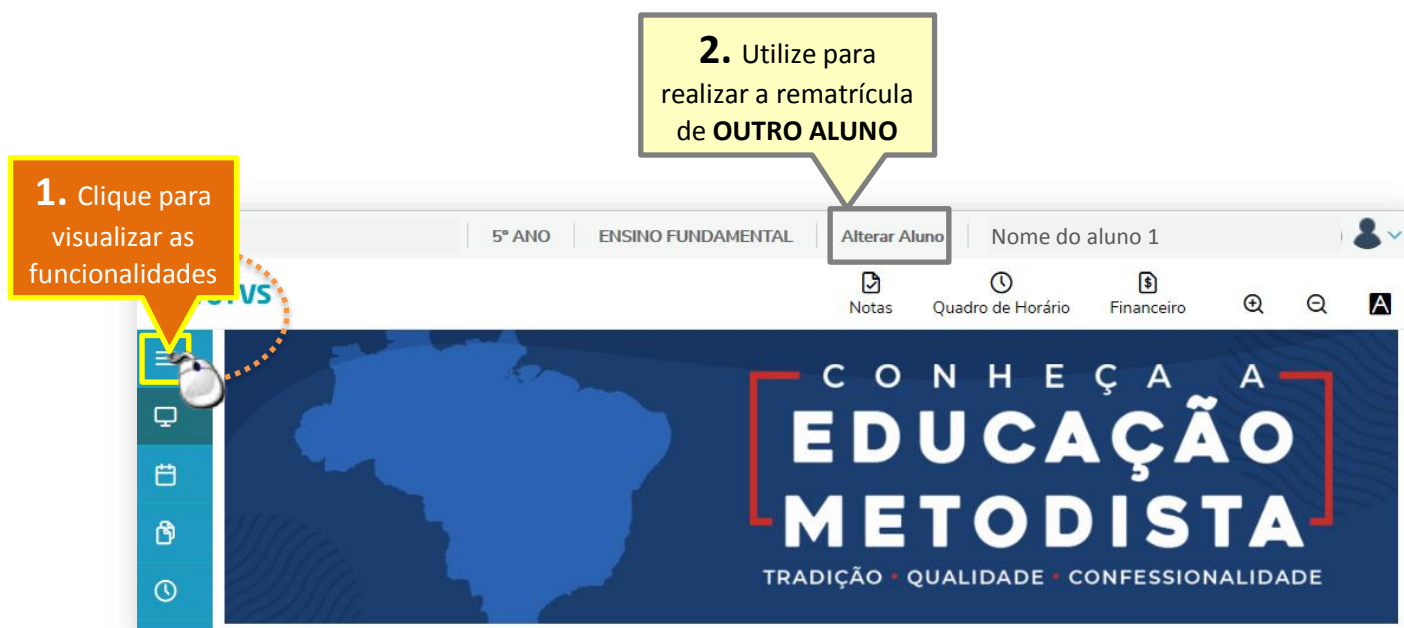 2. Utilize para
realizar a rematrícula
de OUTRO ALUNO
1. Clique para
visualizar as
funcionalidades
5º ANO
ENSINO FUNDAMENTAL
Alterar Aluno
Nome do aluno 1
VS
Notas
Quadro de Horário
Financeiro
A
CONHEÇA A
EDUCAÇÃO
METODISTA
TRADIÇÃO • QUALIDADE • CONFESSIONALIDADE